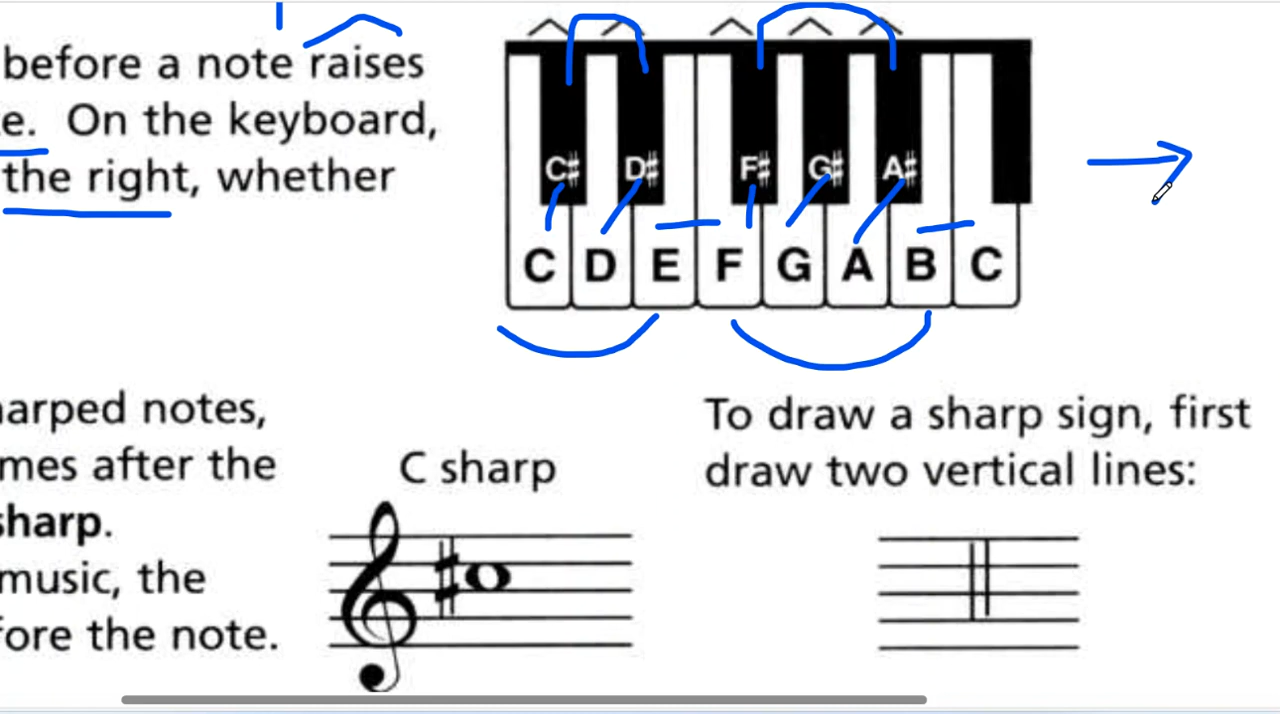 before a note raises
e. On the keyboard,
the right, whether
C# D# F# G# A#
C D E F G A B C
arped notes,
mes after the
sharp.
music, the
fore the note.
C sharp
To draw a sharp sign, first
draw two vertical lines: